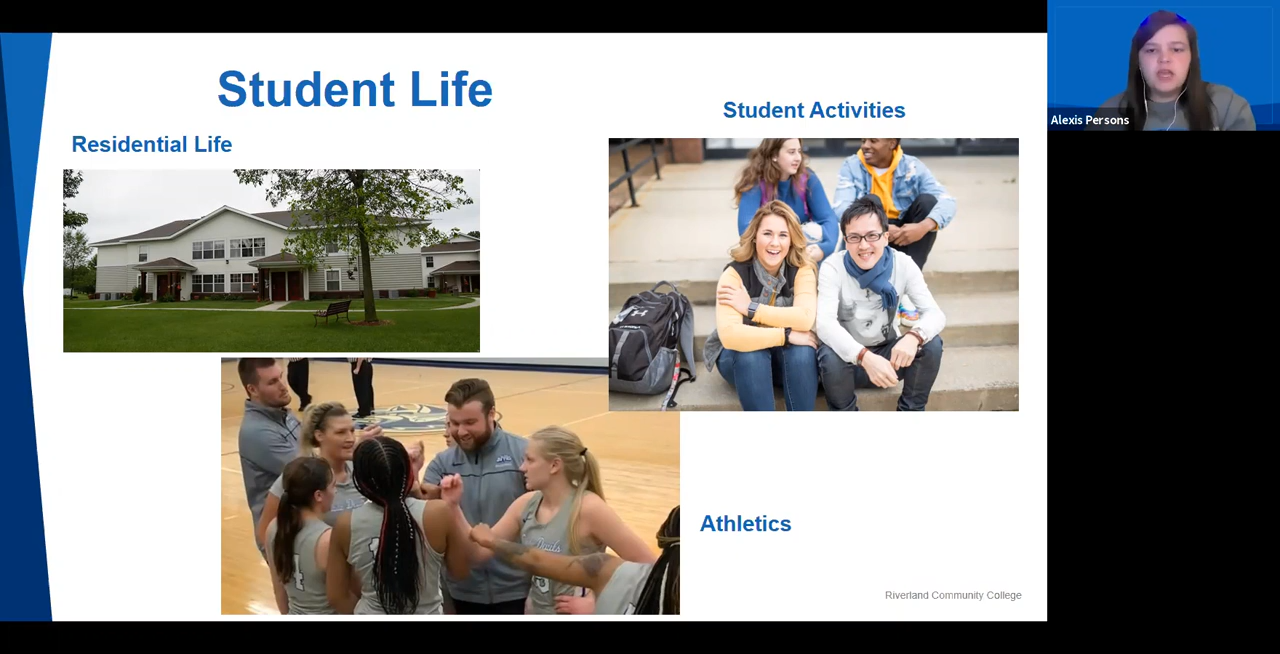 Student Life
Residential Life
Student Activities
Athletics
Riverland Community College
Alexis Persons